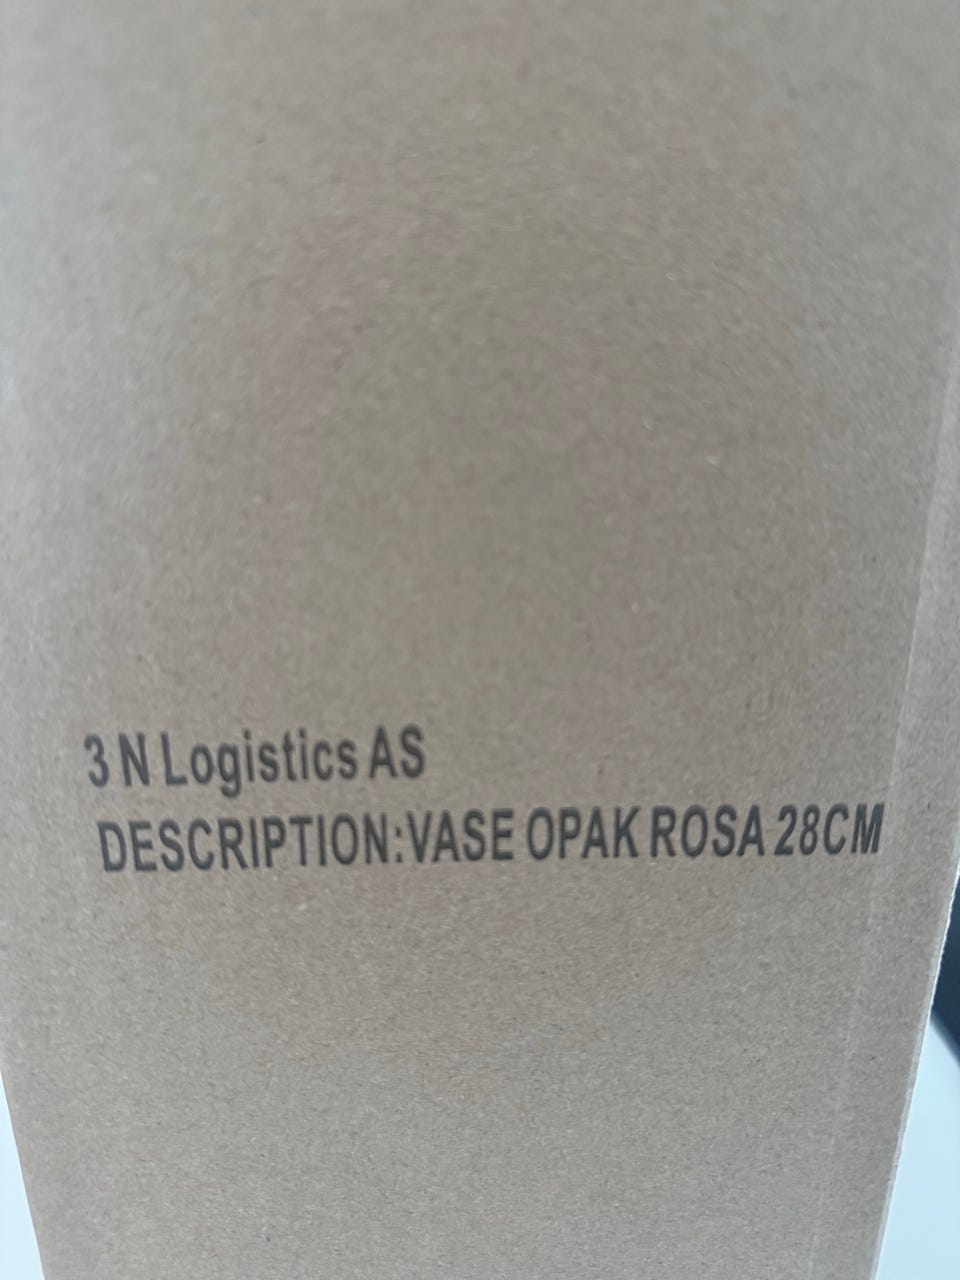 3 N Logistics AS
DESCRIPTION:VASE OPAK ROSA 28CM